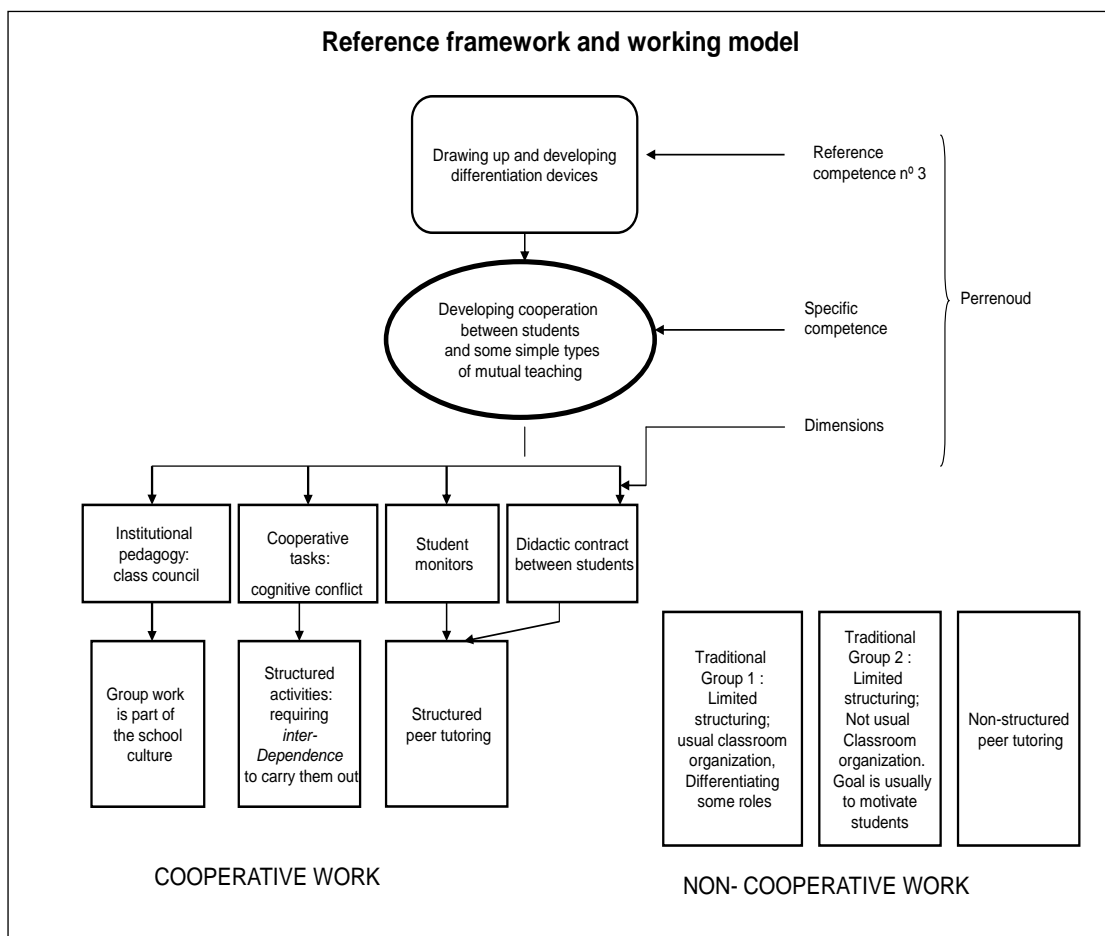 Reference framework and working model
Drawing up and developing
differentiation devices
Reference
competence nº 3
Developing cooperation
between students
and some simple types
of mutual teaching
Specific
competence
Perrenoud
Dimensions
Institutional
pedagogy:
class council
Cooperative
tasks:
cognitive conflict
Student
monitors
Didactic contract
between students
Group work
is part of
the school
culture
Structured
activities:
requiring
inter-
Dependence
to carry them out
Structured
peer tutoring
Traditional
Group 1 :
Limited
structuring;
usual classroom
organization,
Differentiating
some roles
Traditional
Group 2 :
Limited
structuring;
Not usual
Classroom
organization.
Goal is usually
to motivate
students
Non-structured
peer tutoring
COOPERATIVE WORK
NON- COOPERATIVE WORK